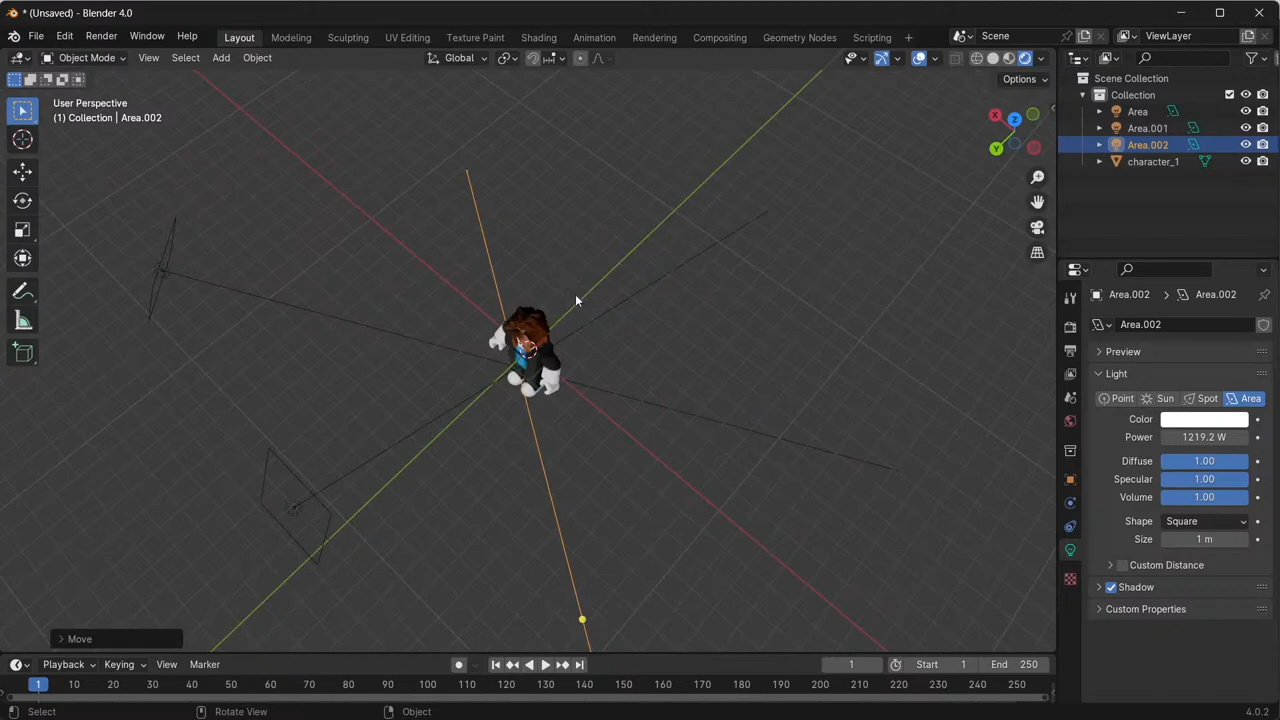 * (Unsaved) - Blender 4.0
File Edit Render Window Help Layout Modeling Sculpting UV Editing Texture Paint Shading Animation Rendering Compositing Geometry Nodes Scripting + Scene ViewLayer
Object Mode View Select Add Object Global
Options
User Perspective
(1) Collection | Area.002
X
Y
Z
Scene Collection
Collection
Area
Area.001
Area.002
character_1
Area.002 > Area.002
Area.002
Preview
Light
Point Sun Spot Area
Color
Power 1219.2 W
Diffuse 1.00
Specular 1.00
Volume 1.00
Shape Square
Size 1 m
Custom Distance
Shadow
Custom Properties
> Move
Playback Keying View Marker 1 Start 1 End 250
1 10 20 30 40 50 60 70 80 90 100 110 120 130 140 150 160 170 180 190 200 210 220 230 240 250
Select Rotate View Object 4.0.2